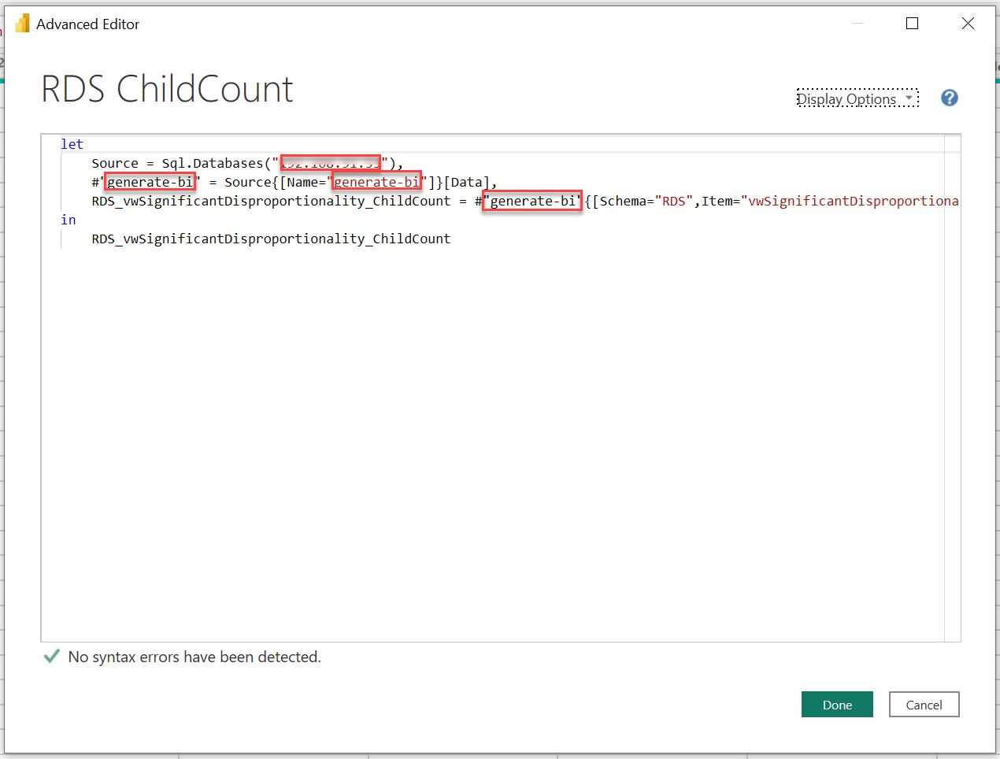 Advanced Editor
RDS ChildCount
Display Options
?
let
Source = Sql.Databases(""),
#"generate-bi" = Source{[Name="generate-bi"]}[Data],
RDS_vwSignificantDisproportionality_ChildCount = #"generate-bi"{[Schema="RDS",Item="vwSignificantDisproportiona
in
RDS_vwSignificantDisproportionality_ChildCount
No syntax errors have been detected.
Done
Cancel